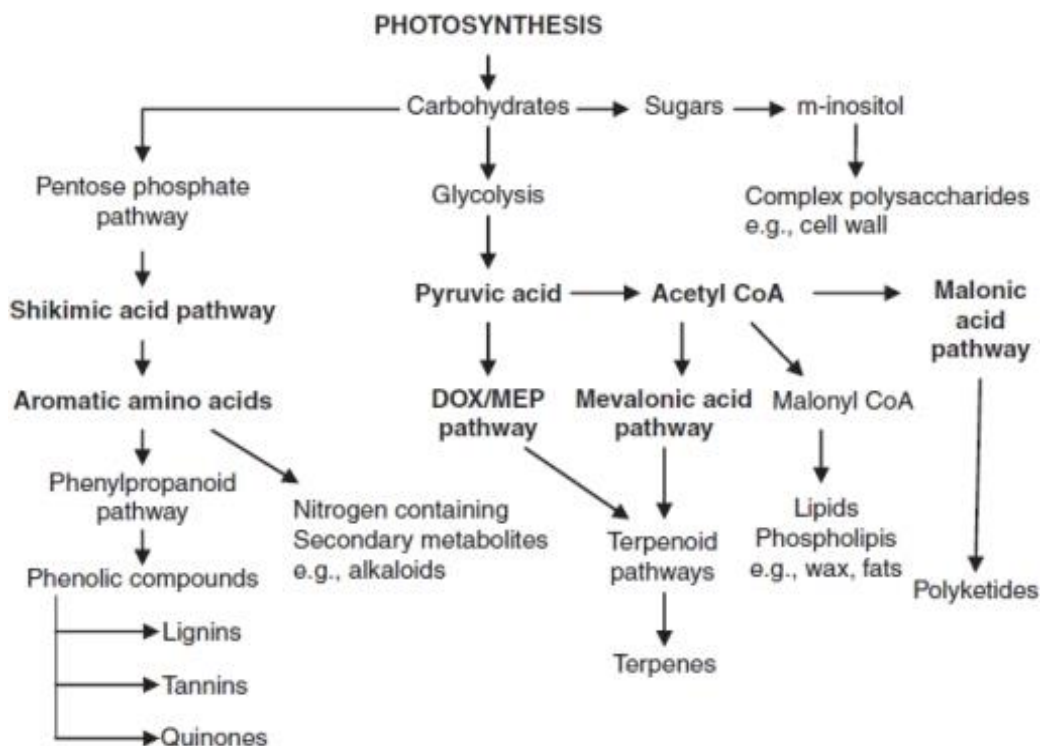 PHOTOSYNTHESIS
Carbohydrates
Sugars
m-inositol
Pentose phosphate
pathway
Glycolysis
Complex polysaccharides
e.g., cell wall
Shikimic acid pathway
Pyruvic acid
Acetyl CoA
Malonic
acid
pathway
Aromatic amino acids
DOX/MEP
pathway
Mevalonic acid
pathway
Malonyl CoA
Phenylpropanoid
pathway
Nitrogen containing
Secondary metabolites
e.g., alkaloids
Terpenoid
pathways
Lipids
Phospholipis
e.g., wax, fats
Polyketides
Phenolic compounds
Lignins
Terpenes
Tannins
Quinones